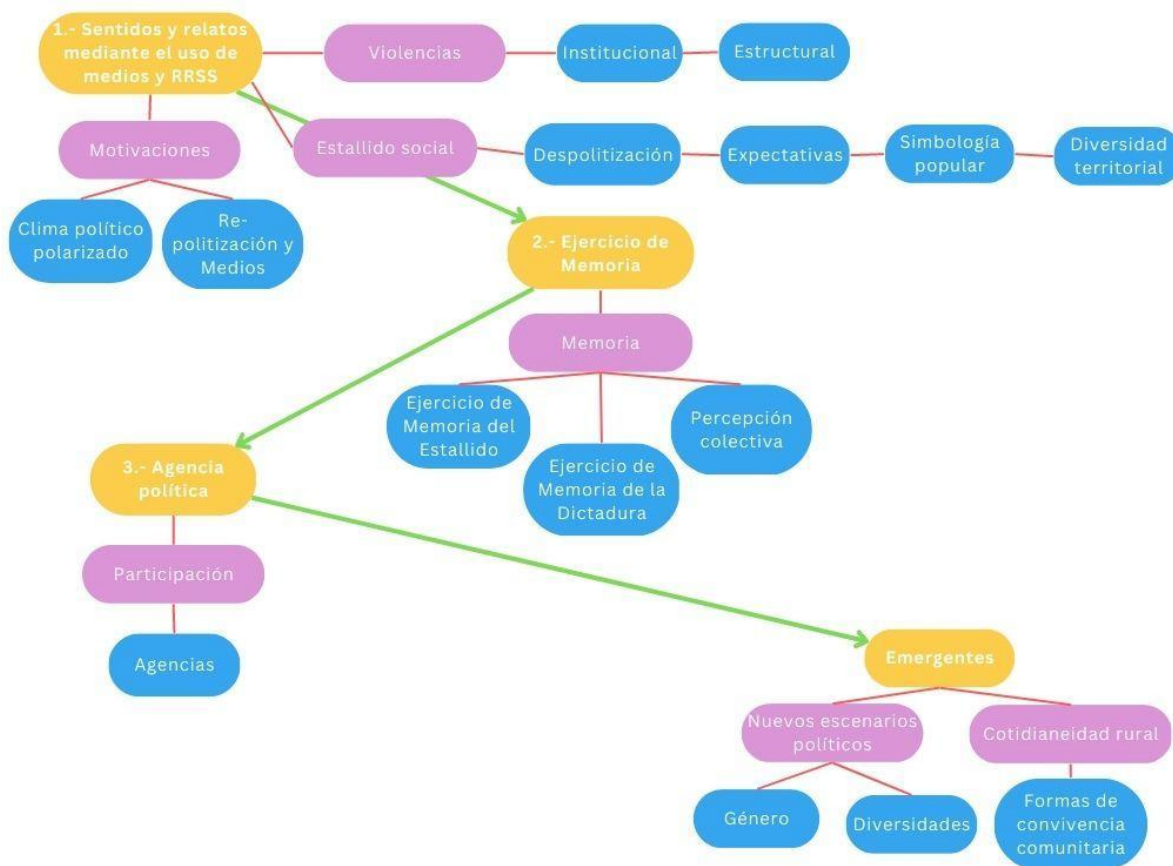 1.- Sentidos y relatos
mediante el uso de
medios y RRSS
Violencias
Institucional
Estructural
Motivaciones
Estallido social
Despolitización
Expectativas
Simbología
popular
Diversidad
territorial
Clima político
polarizado
Re-
politización y
Medios
2.- Ejercicio de
Memoria
Memoria
Ejercicio de
Memoria del
Estallido
Ejercicio de
Memoria de la
Dictadura
Percepción
colectiva
3.- Agencia
política
Participación
Agencias
Emergentes
Nuevos escenarios
políticos
Cotidianeidad rural
Género
Diversidades
Formas de
convivencia
comunitaria